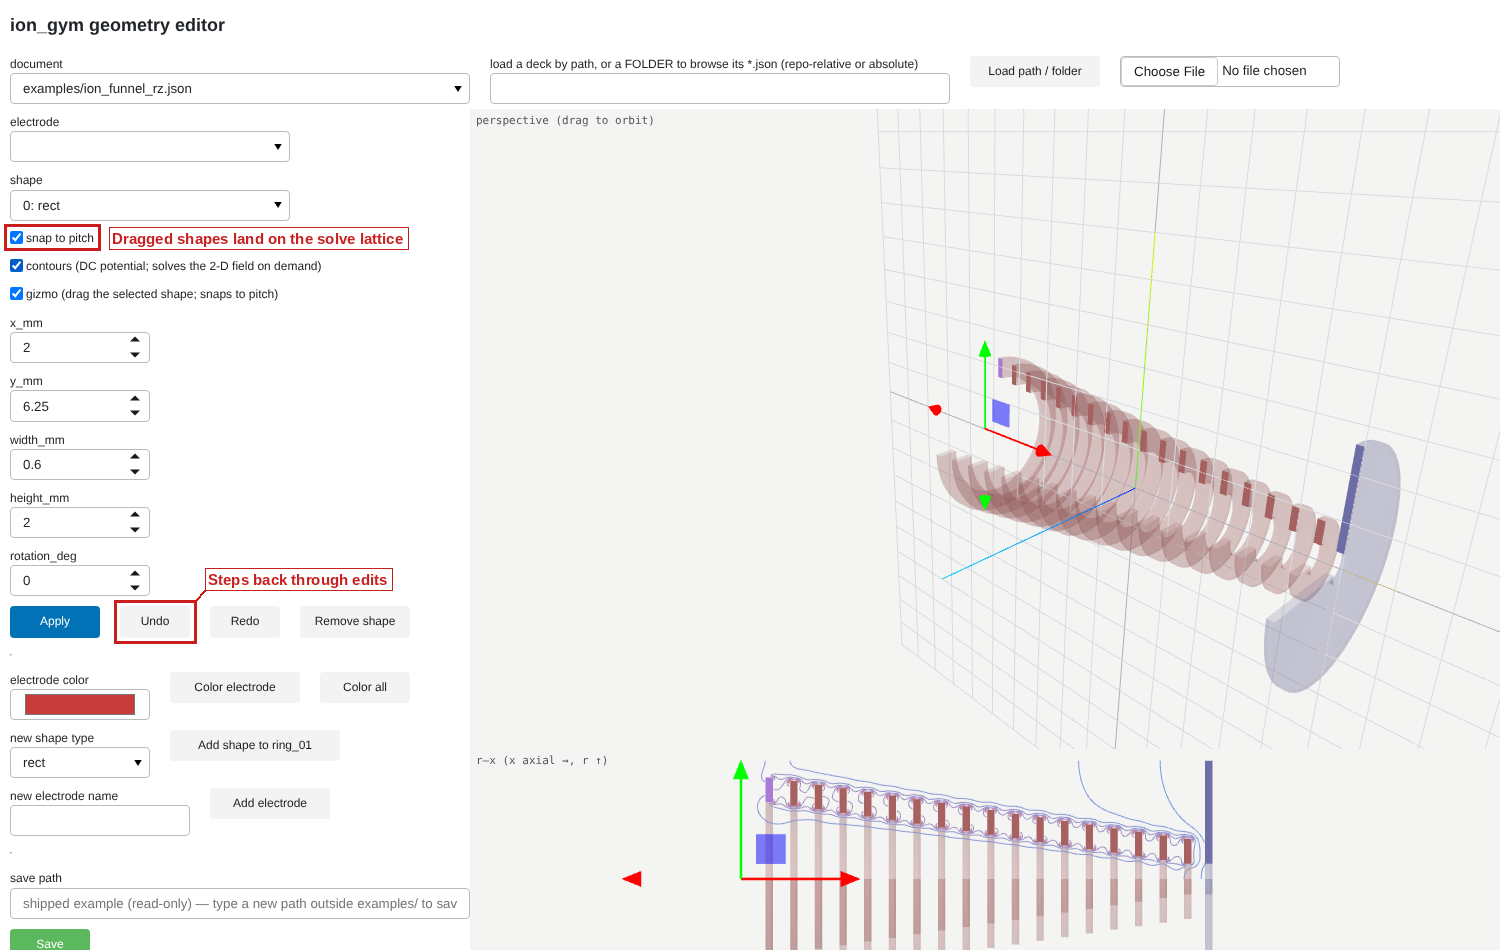 ion_gym geometry editor
document
load a deck by path, or a FOLDER to browse its *.json (repo-relative or absolute)
examples/ion_funnel_rz.json
Load path / folder
Choose File No file chosen
electrode
perspective (drag to orbit)
shape
0: rect
snap to pitch
Dragged shapes land on the solve lattice
contours (DC potential; solves the 2-D field on demand)
gizmo (drag the selected shape; snaps to pitch)
x_mm
2
y_mm
6.25
width_mm
0.6
height_mm
2
rotation_deg
0
Steps back through edits
Apply
Undo
Redo
Remove shape
.
electrode color
Color electrode
Color all
new shape type
rect
Add shape to ring_01
r–x (x axial →, r ↑)
new electrode name
Add electrode
.
save path
shipped example (read-only) — type a new path outside examples/ to sav
Save